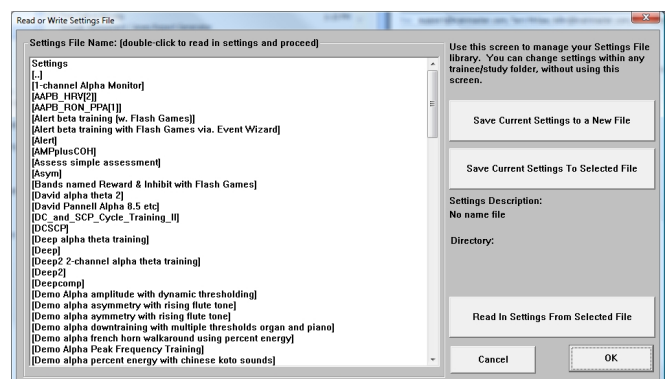 Read or Write Settings File
Settings File Name: (double-click to read in settings and proceed)
Settings
[..]
[1-channel Alpha Monitor]
[AAPB_HRV[2]]
[AAPB_RON_PPA[1]]
[Alert beta training (w. Flash Games)]
[Alert beta training with Flash Games via. Event Wizard]
[Alert]
[AMPplusCOH]
[Assess simple assessment]
[Asym]
[Bands named Reward & Inhibit with Flash Games]
[David alpha theta 2]
[David Pannell Alpha 8.5 etc]
[DC_and_SCP_Cycle_Training_II]
[DCSCP]
[Deep alpha theta training]
[Deep]
[Deep2 2-channel alpha theta training]
[Deep2]
[Deepcomp]
[Demo Alpha amplitude with dynamic thresholding]
[Demo alpha asymmetry with rising flute tone]
[Demo alpha aymmetry with rising flute tone]
[Demo alpha downtraining with multiple thresholds organ and piano]
[Demo alpha french horn walkaround using percent energy]
[Demo Alpha Peak Frequency Training]
[Demo alpha percent energy with chinese koto sounds]
Use this screen to manage your Settings File
library. You can change settings within any
trainee/study folder, without using this
screen.
Save Current Settings to a New File
Save Current Settings To Selected File
Settings Description:
No name file
Directory:
Read In Settings From Selected File
Cancel
OK